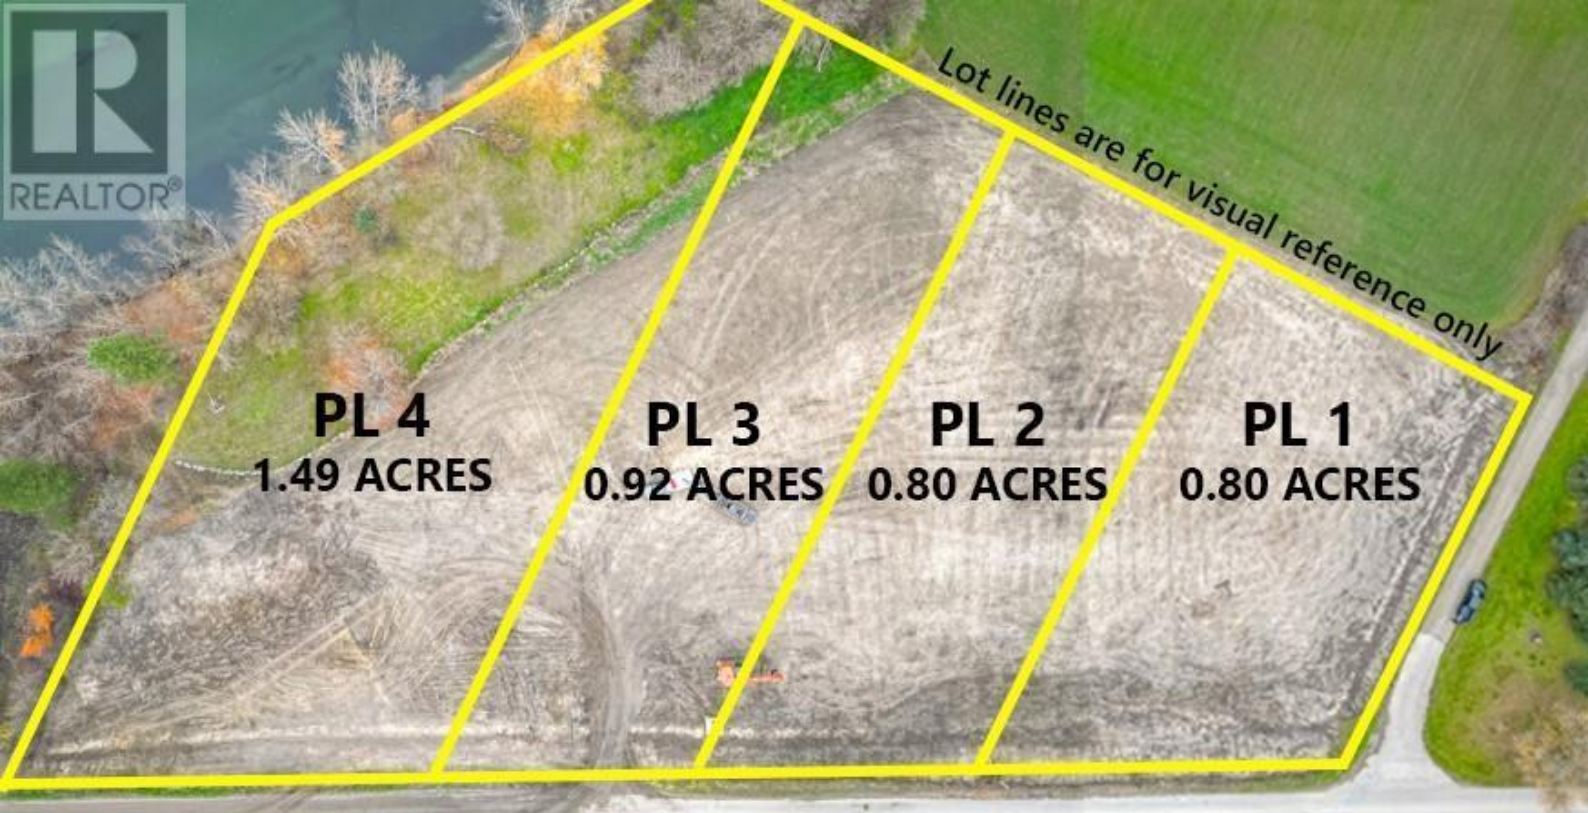 REALTOR®
Lot lines are for visual reference only
PL 4
1.49 ACRES
PL 3
0.92 ACRES
PL 2
0.80 ACRES
PL 1
0.80 ACRES